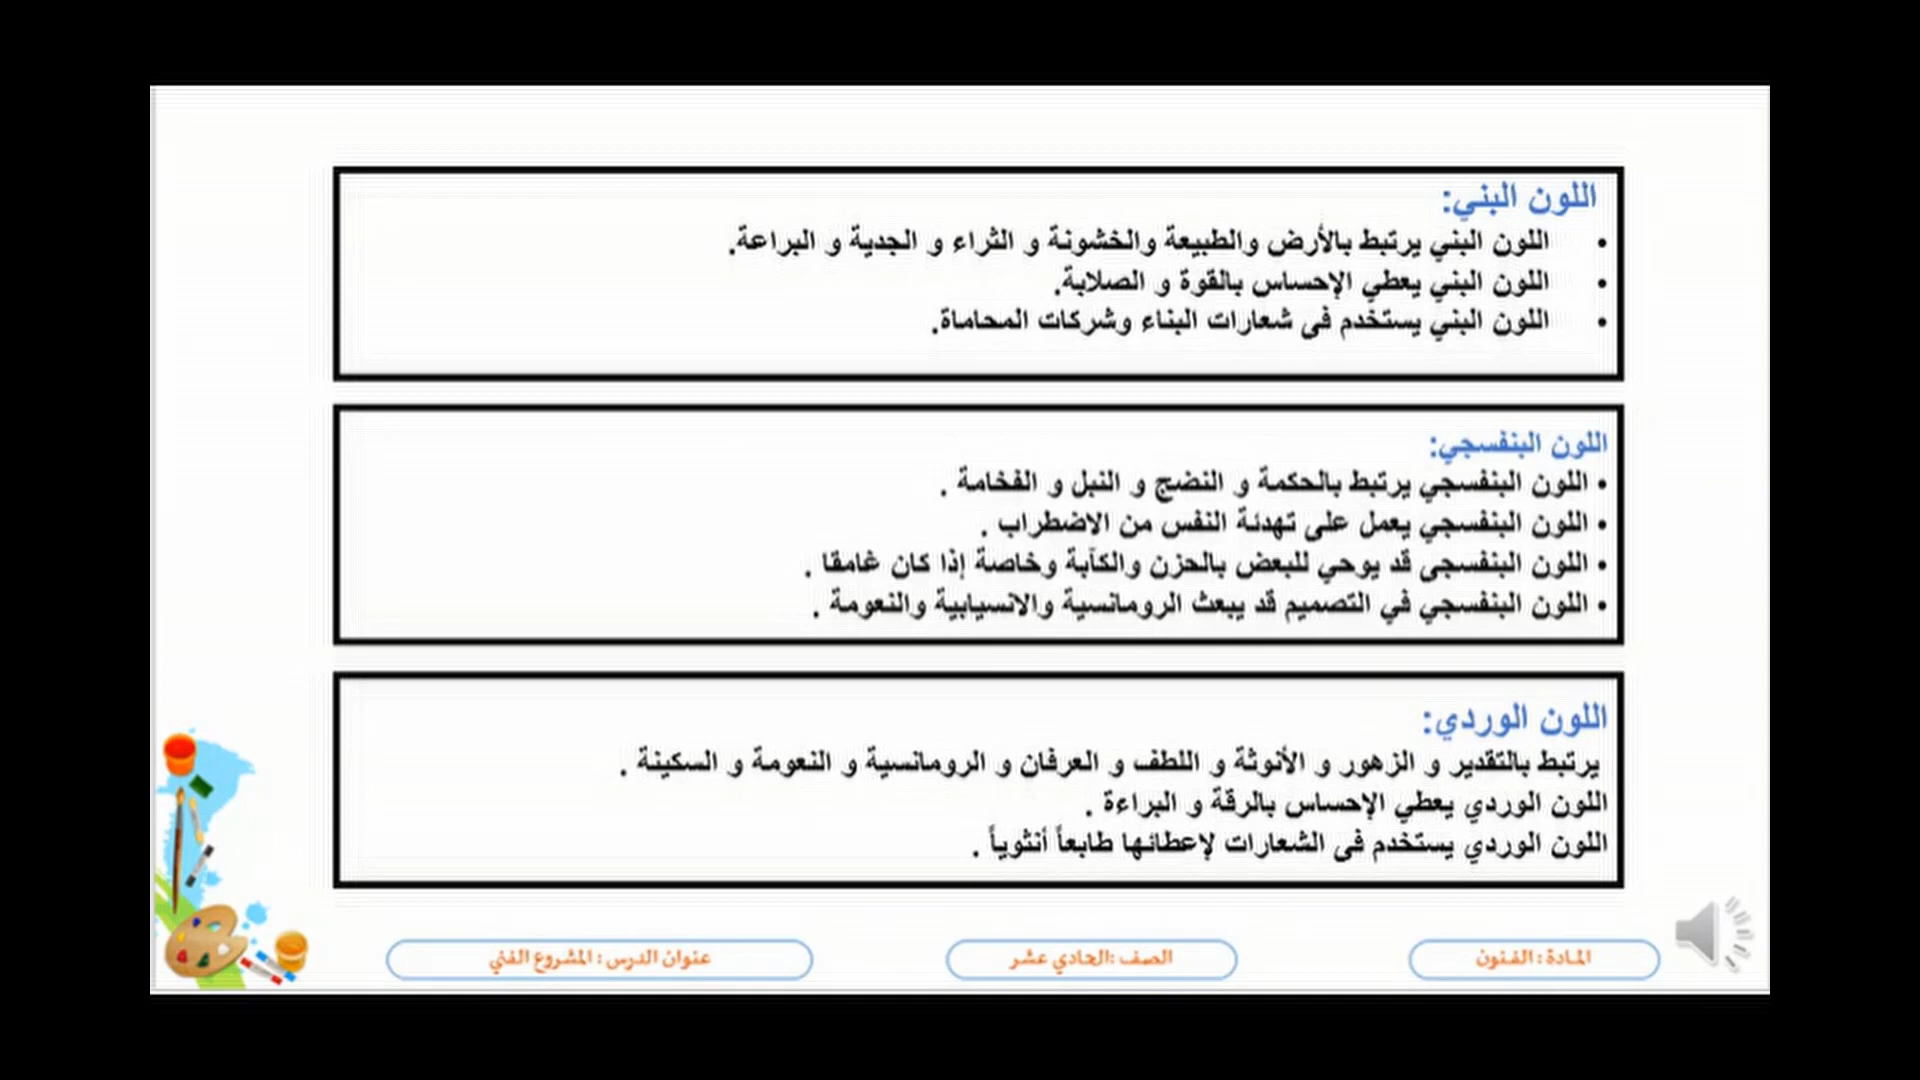 اللون البني:
• اللون البني يرتبط بالأرض والطبيعة والخشونة و الثراء و الجدية و البراعة.
• اللون البني يعطي الإحساس بالقوة و الصلابة.
• اللون البني يستخدم فى شعارات البناء وشركات المحاماة.
اللون البنفسجي:
• اللون البنفسجي يرتبط بالحكمة و النضج و النبل و الفخامة .
• اللون البنفسجي يعمل على تهدئة النفس من الاضطراب .
• اللون البنفسجى قد يوحي للبعض بالحزن والكآبة وخاصة إذا كان غامقا .
• اللون البنفسجي في التصميم قد يبعث الرومانسية والانسيابية والنعومة .
اللون الوردي:
يرتبط بالتقدير و الزهور و الأنوثة و اللطف و العرفان و الرومانسية و النعومة و السكينة .
اللون الوردي يعطي الإحساس بالرقة و البراءة .
اللون الوردي يستخدم فى الشعارات لإعطائها طابعاً أنثوياً .
المادة : الفنون
الصف :الحادي عشر
عنوان الدرس : المشروع الفني